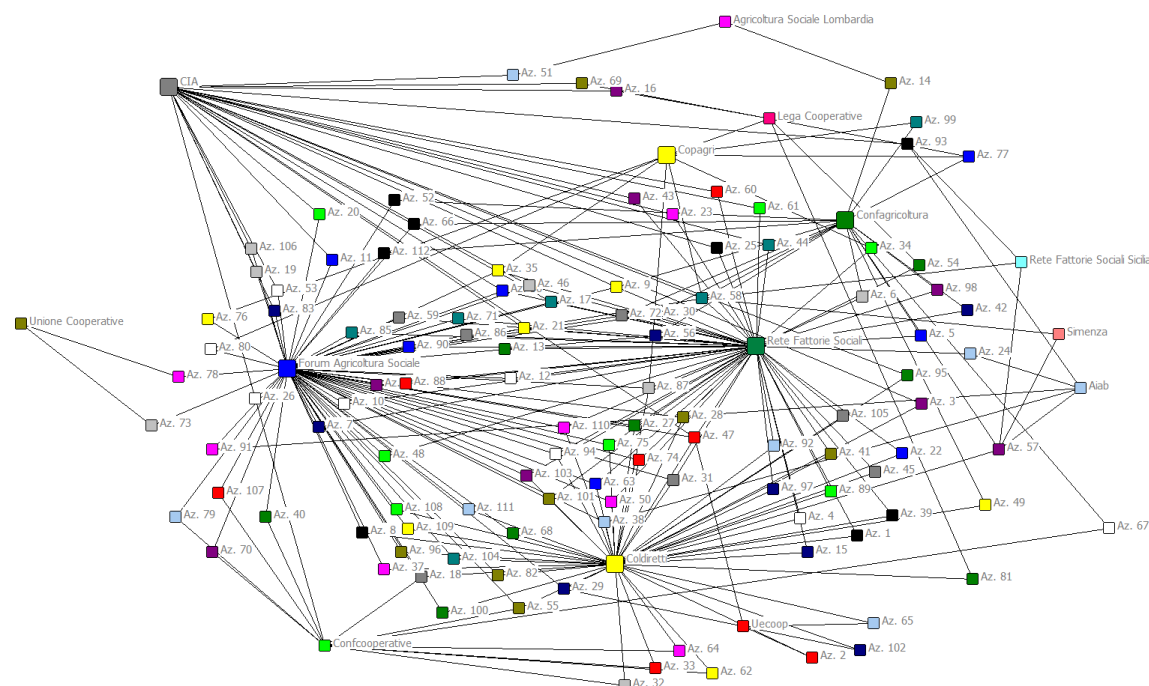 Agricoltura Sociale Lombardia
CIA
Az. 51
Az. 69
Az. 16
Az. 14
Lega Cooperative
Az. 99
Az. 93
Copagri
Az. 77
Az. 52
Az. 43
Az. 60
Az. 61
Az. 20
Az. 23
Az. 66
Confagricoltura
Az. 106
Az. 11
Az. 112
Az. 25
Az. 44
Az. 34
Az. 19
Az. 35
Az. 54
Rete Fattorie Sociali Sicilia
Az. 53
Az. 46
Az. 9
Az. 58
Az. 6
Az. 98
Az. 83
Az. 17
Az. 42
Az. 76
Az. 59
Az. 71
Az. 72
Az. 30
Unione Cooperative
Az. 85
Az. 86
Az. 21
Az. 56
Az. 5
Simenza
Az. 80
Az. 90
Az. 13
Rete Fattorie Sociali
Az. 24
Forum Agricoltura Sociale
Az. 78
Az. 88
Az. 12
Az. 87
Az. 95
Aiab
Az. 26
Az. 10
Az. 3
Az. 73
Az. 7
Az. 110
Az. 27
Az. 28
Az. 105
Az. 91
Az. 48
Az. 94
Az. 75
Az. 47
Az. 92
Az. 41
Az. 22
Az. 57
Az. 103
Az. 74
Az. 45
Az. 107
Az. 63
Az. 31
Az. 97
Az. 89
Az. 101
Az. 50
Az. 49
Az. 79
Az. 40
Az. 108
Az. 111
Az. 38
Az. 4
Az. 39
Az. 67
Az. 8
Az. 109
Az. 68
Az. 1
Az. 70
Az. 96
Az. 104
Az. 15
Az. 37
Az. 18
Az. 82
Coldiretti
Az. 81
Az. 29
Az. 100
Az. 55
Uecoop
Az. 65
Confcooperative
Az. 64
Az. 102
Az. 2
Az. 33
Az. 62
Az. 32